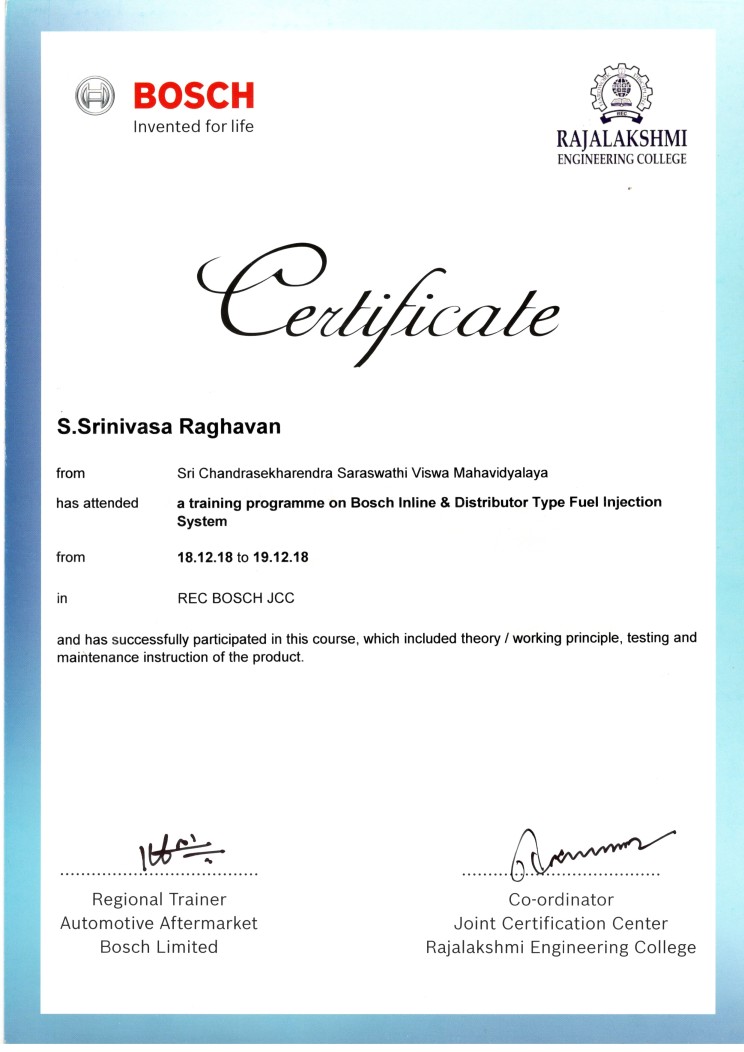 BOSCH
Invented for life
REC
RAJALAKSHMI
ENGINEERING COLLEGE
Certificate
S.Srinivasa Raghavan
from Sri Chandrasekharendra Saraswathi Viswa Mahavidyalaya
has attended a training programme on Bosch Inline & Distributor Type Fuel Injection
System
from 18.12.18 to 19.12.18
in REC BOSCH JCC
and has successfully participated in this course, which included theory / working principle, testing and
maintenance instruction of the product.
Regional Trainer
Automotive Aftermarket
Bosch Limited
Co-ordinator
Joint Certification Center
Rajalakshmi Engineering College